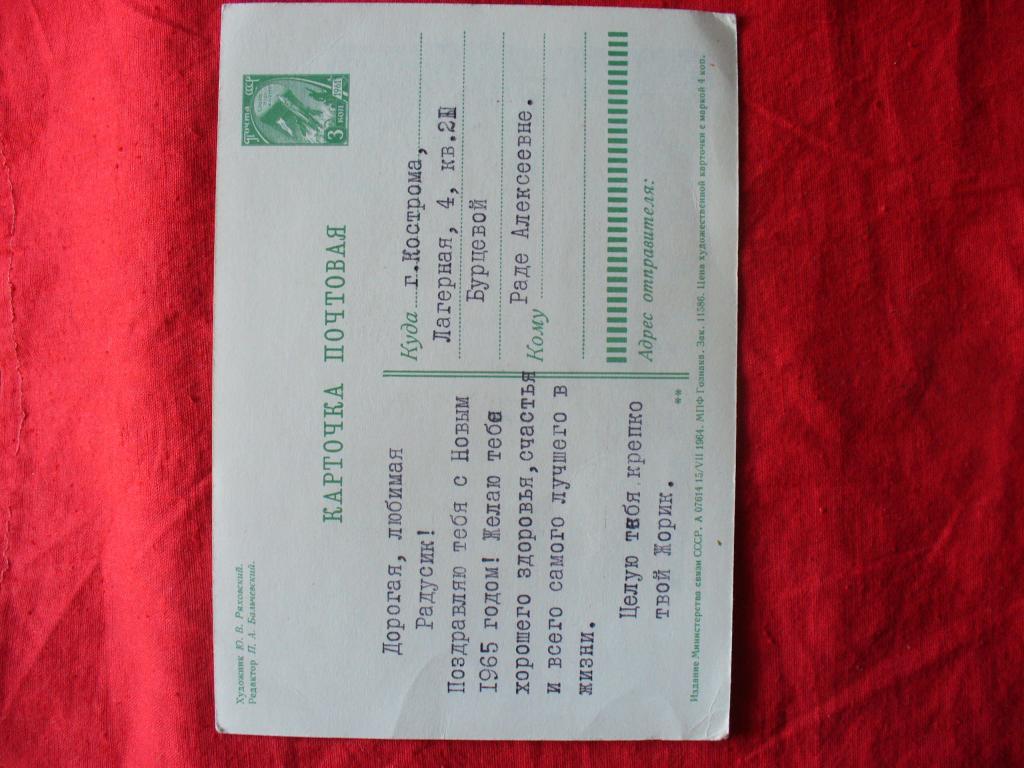 Художник Ю. В. Ряховский.
Редактор П. А. Бальчевский.
Почта СССР
1961
3 коп
КАРТОЧКА ПОЧТОВАЯ
Дорогая, любимая
Радусик!
Поздравляю тебя с Новым
1965 годом! Желаю тебе
хорошего здоровья,счастья
и всего самого лучшего в
жизни.
Целую тебя крепко
твой Жорик.
Куда г.Кострома,
Лагерная, 4, кв.2
Бурцевой
Раде Алексеевне.
Кому
Адрес отправителя:
**
Издание Министерства связи СССР. А 07614 15/VII 1964. МПФ Гознака. Зак. 11586. Цена художественной карточки с маркой 4 коп.